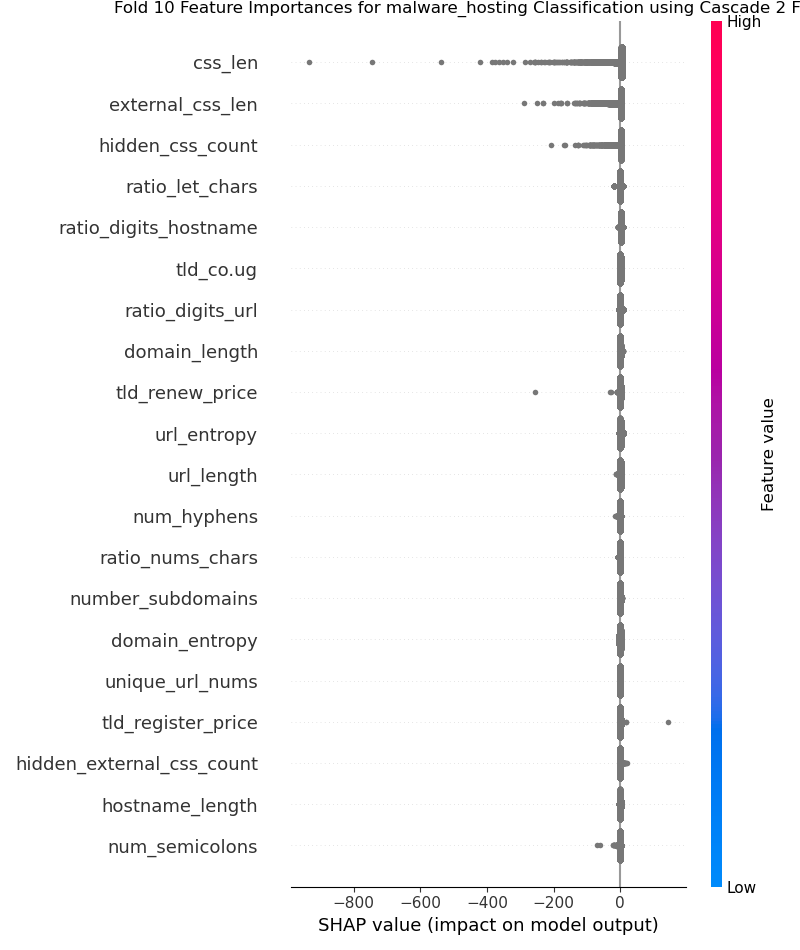 Fold 10 Feature Importances for malware_hosting Classification using Cascade 2 F
High
css_len
external_css_len
hidden_css_count
ratio_let_chars
ratio_digits_hostname
tld_co.ug
ratio_digits_url
domain_length
tld_renew_price
url_entropy
url_length
num_hyphens
ratio_nums_chars
number_subdomains
domain_entropy
unique_url_nums
tld_register_price
hidden_external_css_count
hostname_length
num_semicolons
Feature value
Low
−800 −600 −400 −200 0
SHAP value (impact on model output)